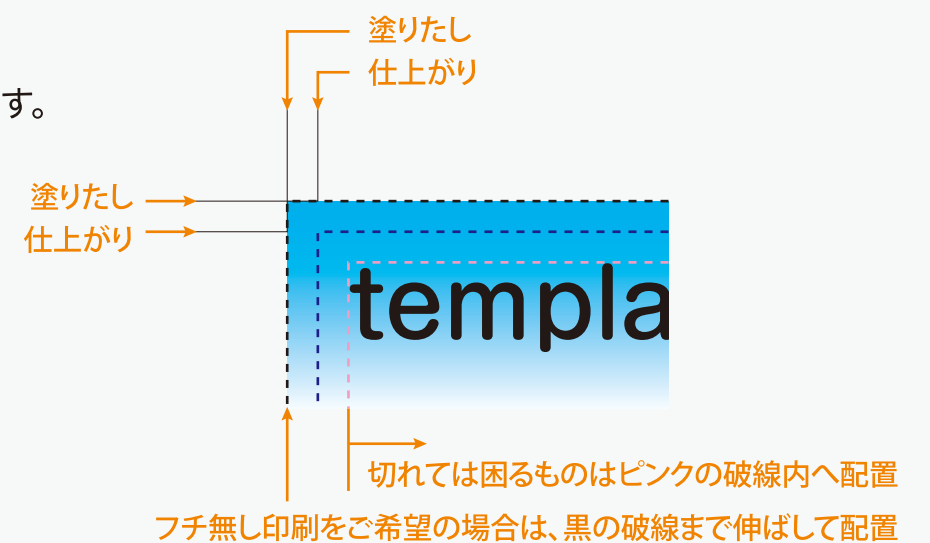 塗りたし
仕上がり
す。
塗りたし
仕上がり
templa
切れては困るものはピンクの破線内へ配置
フチ無し印刷をご希望の場合は、黒の破線まで伸ばして配置